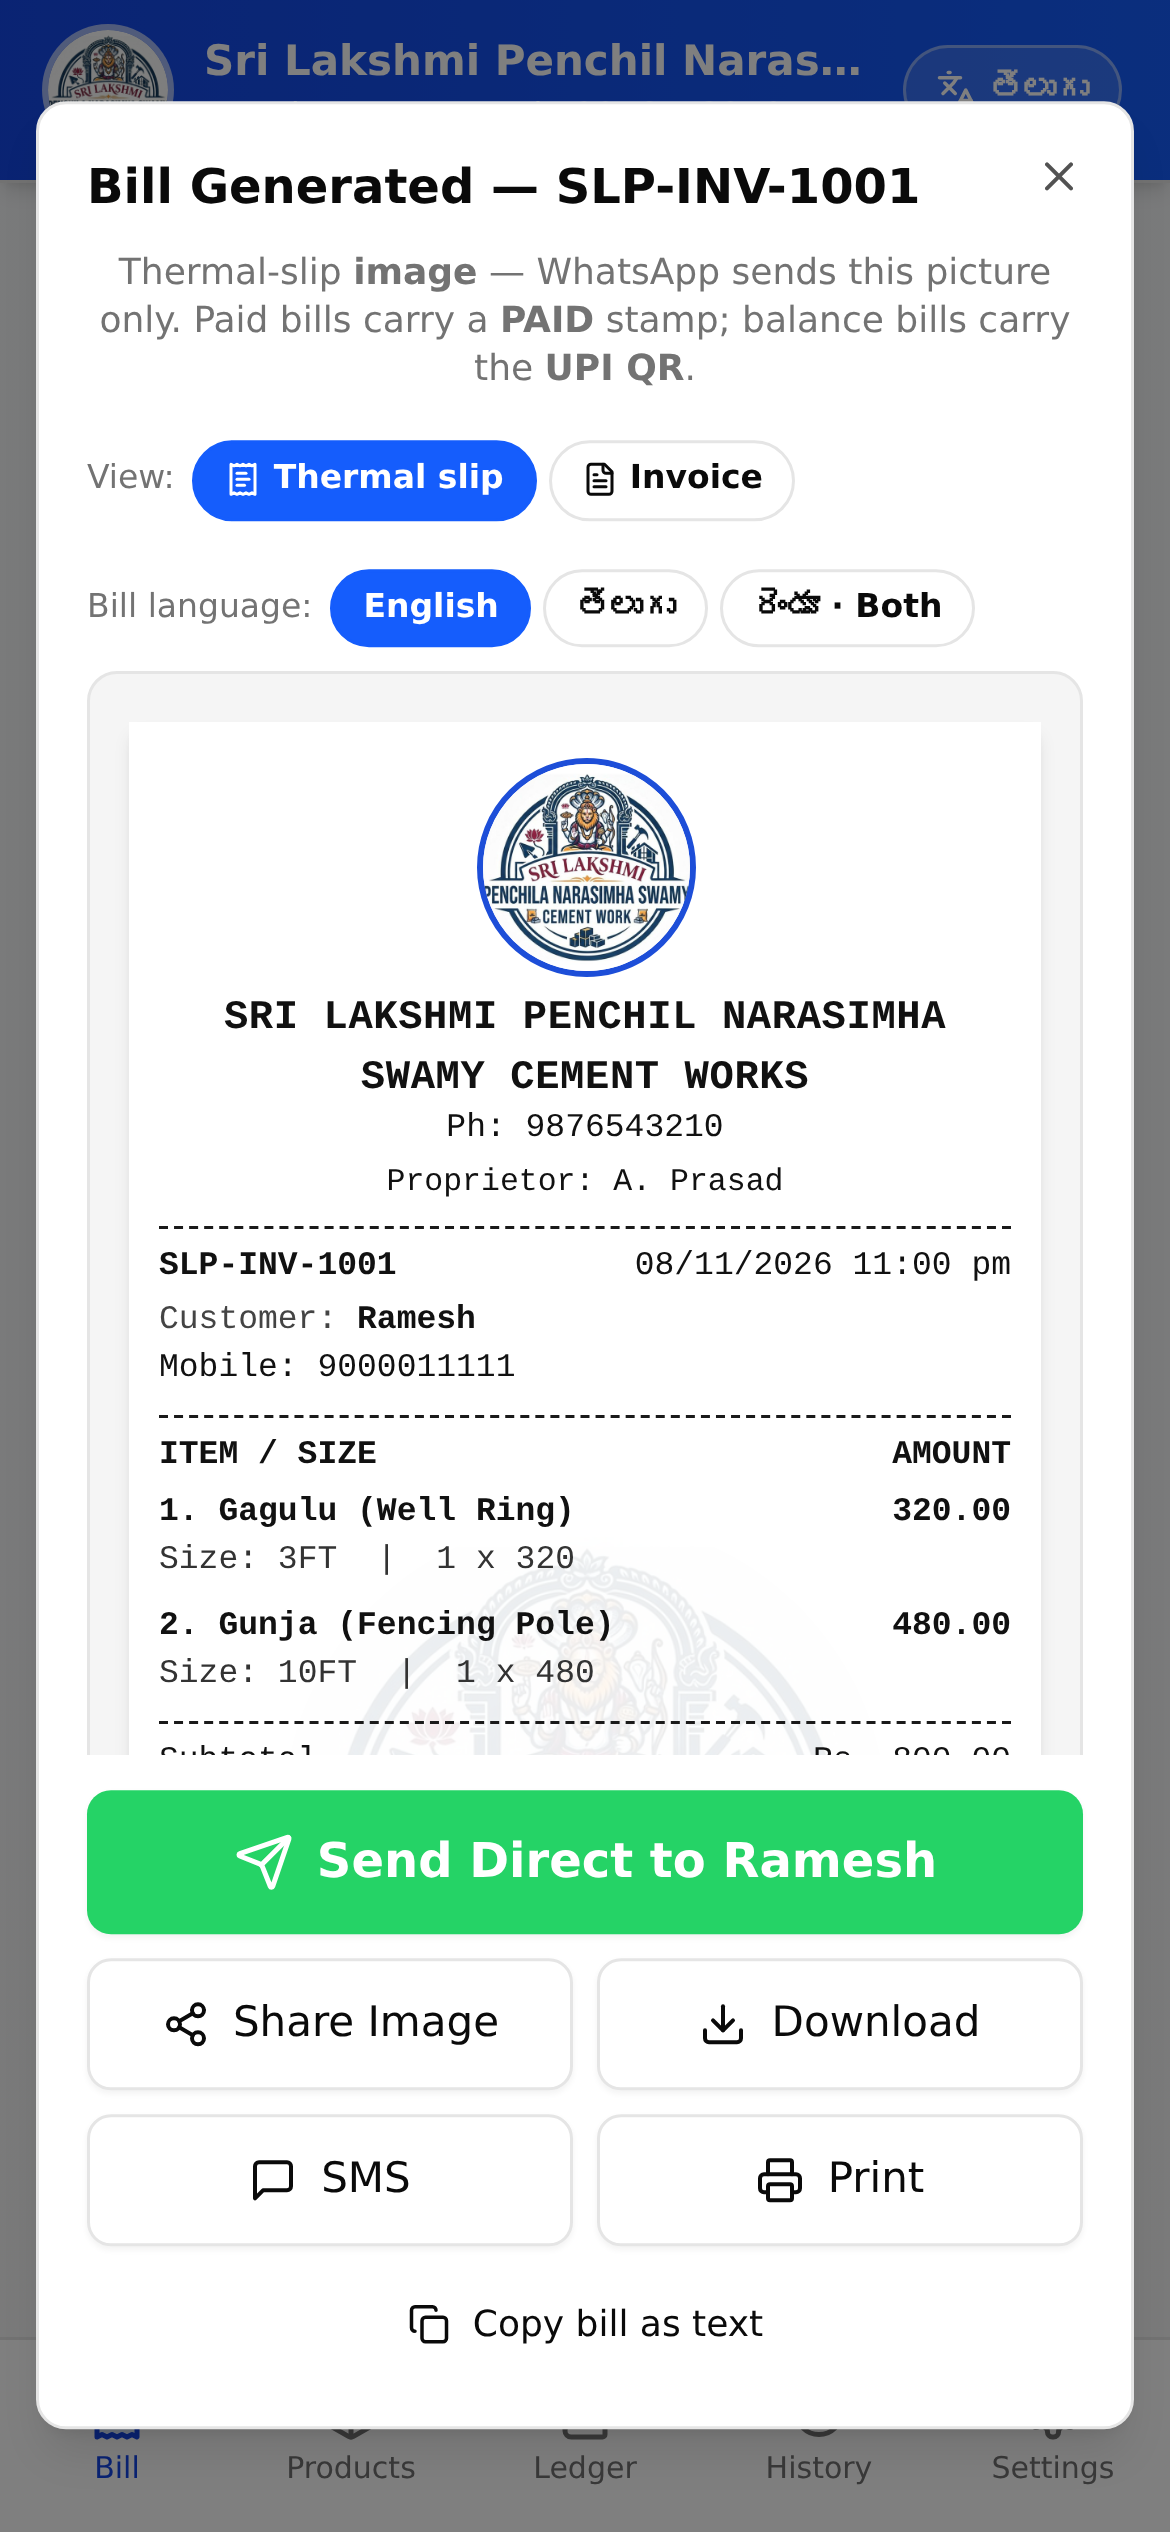 Sri Lakshmi Penchil Naras...
తెలుగు
Bill Generated — SLP-INV-1001
Thermal-slip image — WhatsApp sends this picture
only. Paid bills carry a PAID stamp; balance bills carry
the UPI QR.
View: Thermal slip Invoice
Bill language: English తెలుగు రెండూ · Both
SRI LAKSHMI
PENCHILA NARASIMHA SWAMY
CEMENT WORK
SRI LAKSHMI PENCHIL NARASIMHA
SWAMY CEMENT WORKS
Ph: 9876543210
Proprietor: A. Prasad
SLP-INV-1001 08/11/2026 11:00 pm
Customer: Ramesh
Mobile: 9000011111
ITEM / SIZE AMOUNT
1. Gagulu (Well Ring) 320.00
Size: 3FT | 1 x 320
2. Gunja (Fencing Pole) 480.00
Size: 10FT | 1 x 480
Subtotal Rs. 800.00
Send Direct to Ramesh
Share Image Download
SMS Print
Copy bill as text
Bill Products Ledger History Settings